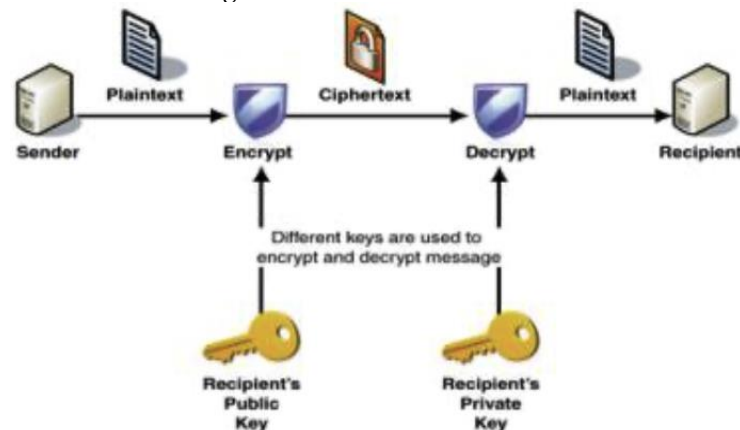 Plaintext
Ciphertext
Plaintext
Sender
Encrypt
Decrypt
Recipient
Different keys are used to
encrypt and decrypt message
Recipient's
Public
Key
Recipient's
Private
Key